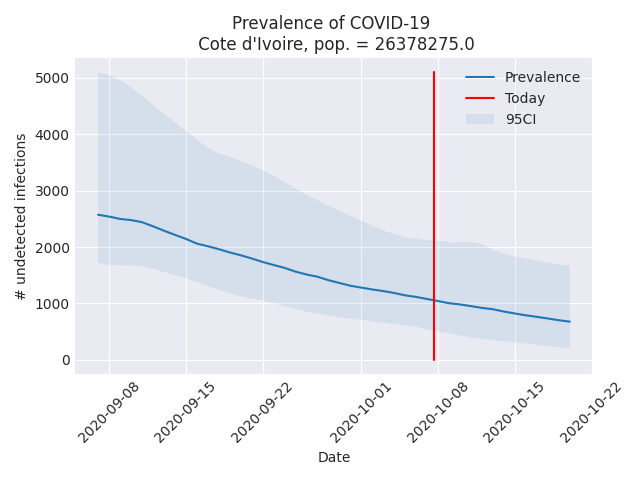 Prevalence of COVID-19
Cote d'Ivoire, pop. = 26378275.0
# undetected infections
5000
4000
3000
2000
1000
0
Prevalence
Today
95CI
2020-09-08
2020-09-15
2020-09-22
2020-10-01
2020-10-08
2020-10-15
2020-10-22
Date